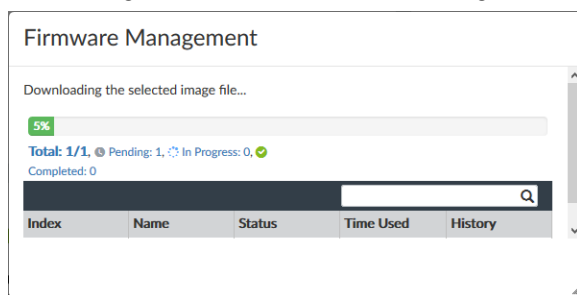 Firmware Management
Downloading the selected image file...
5%
Total: 1/1, Pending: 1, In Progress: 0,
Completed: 0
Index Name Status Time Used History